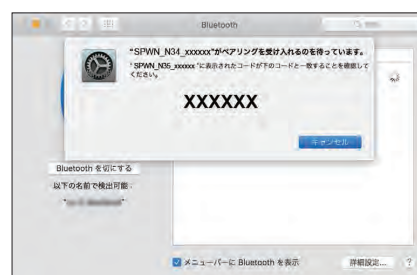 Bluetooth
"SPWN_N34_xxxxxx"がペアリングを受け入れるのを待っています。
"SPWN_N35_xxxxxx"に表示されたコードが下のコードと一致することを確認して
ください。
XXXXXX
キャンセル
Bluetooth を切にする
以下の名前で検出可能：
メニューバーに Bluetooth を表示
詳細設定...
?